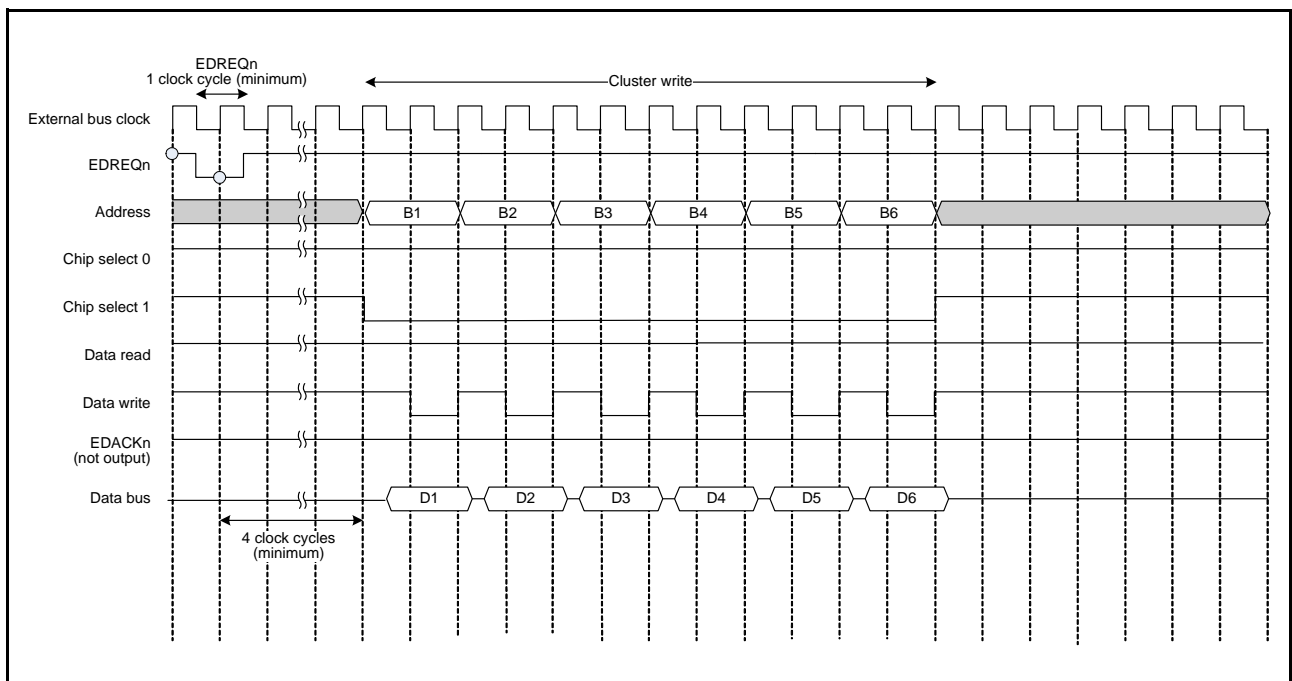 EDREQn
1 clock cycle (minimum)
Cluster write
External bus clock
EDREQn
Address
B1 B2 B3 B4 B5 B6
Chip select 0
Chip select 1
Data read
Data write
EDACKn
(not output)
Data bus
D1 D2 D3 D4 D5 D6
4 clock cycles
(minimum)